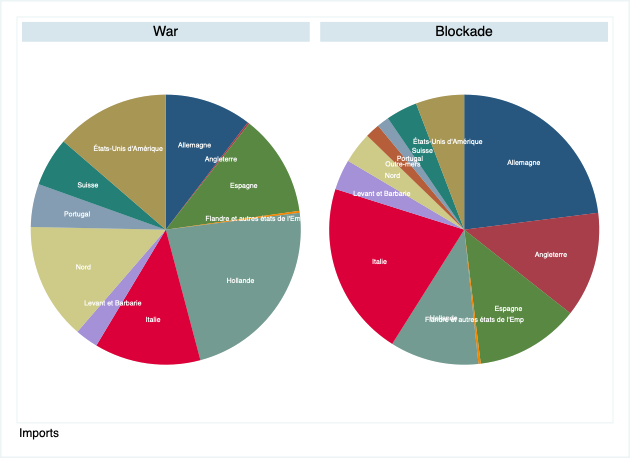 War
Allemagne
Angleterre
Espagne
Flandre et autres états de l'Em
Hollande
Italie
Levant et Barbarie
Nord
Portugal
Suisse
États-Unis d'Amérique
Blockade
Allemagne
Angleterre
Espagne
Flandre et autres états de l'Emp
Hollande
Italie
Levant et Barbarie
Nord
Outre-mers
Portugal
Suisse
États-Unis d'Amérique
Imports